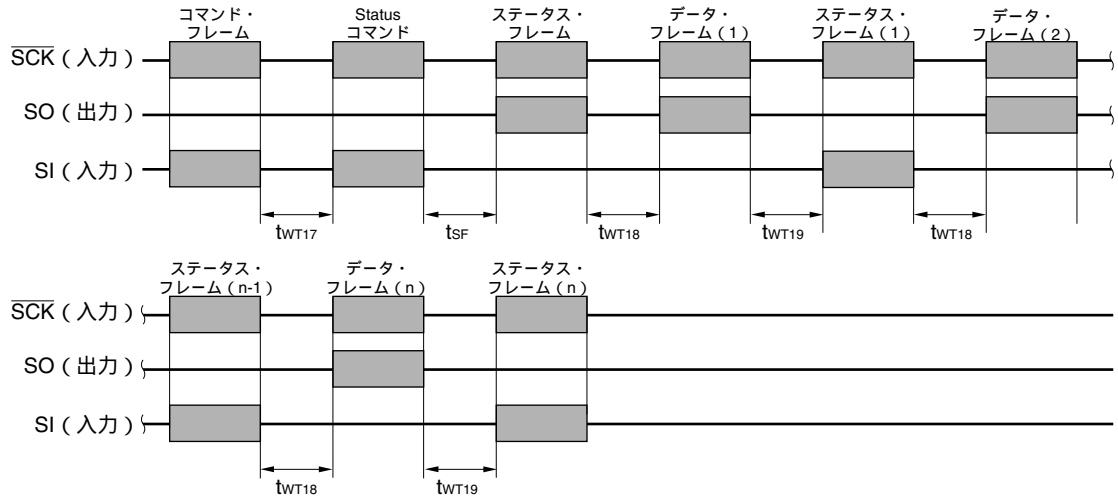 コマンド・
フレーム
Status
コマンド
ステータス・
フレーム
データ・
フレーム(1)
ステータス・
フレーム(1)
データ・
フレーム(2)
SCK(入力)
SO(出力)
SI(入力)
tWT17
tSF
tWT18
tWT19
tWT18
ステータス・
フレーム(n-1)
データ・
フレーム(n)
ステータス・
フレーム(n)
SCK(入力)
SO(出力)
SI(入力)
tWT18
tWT19